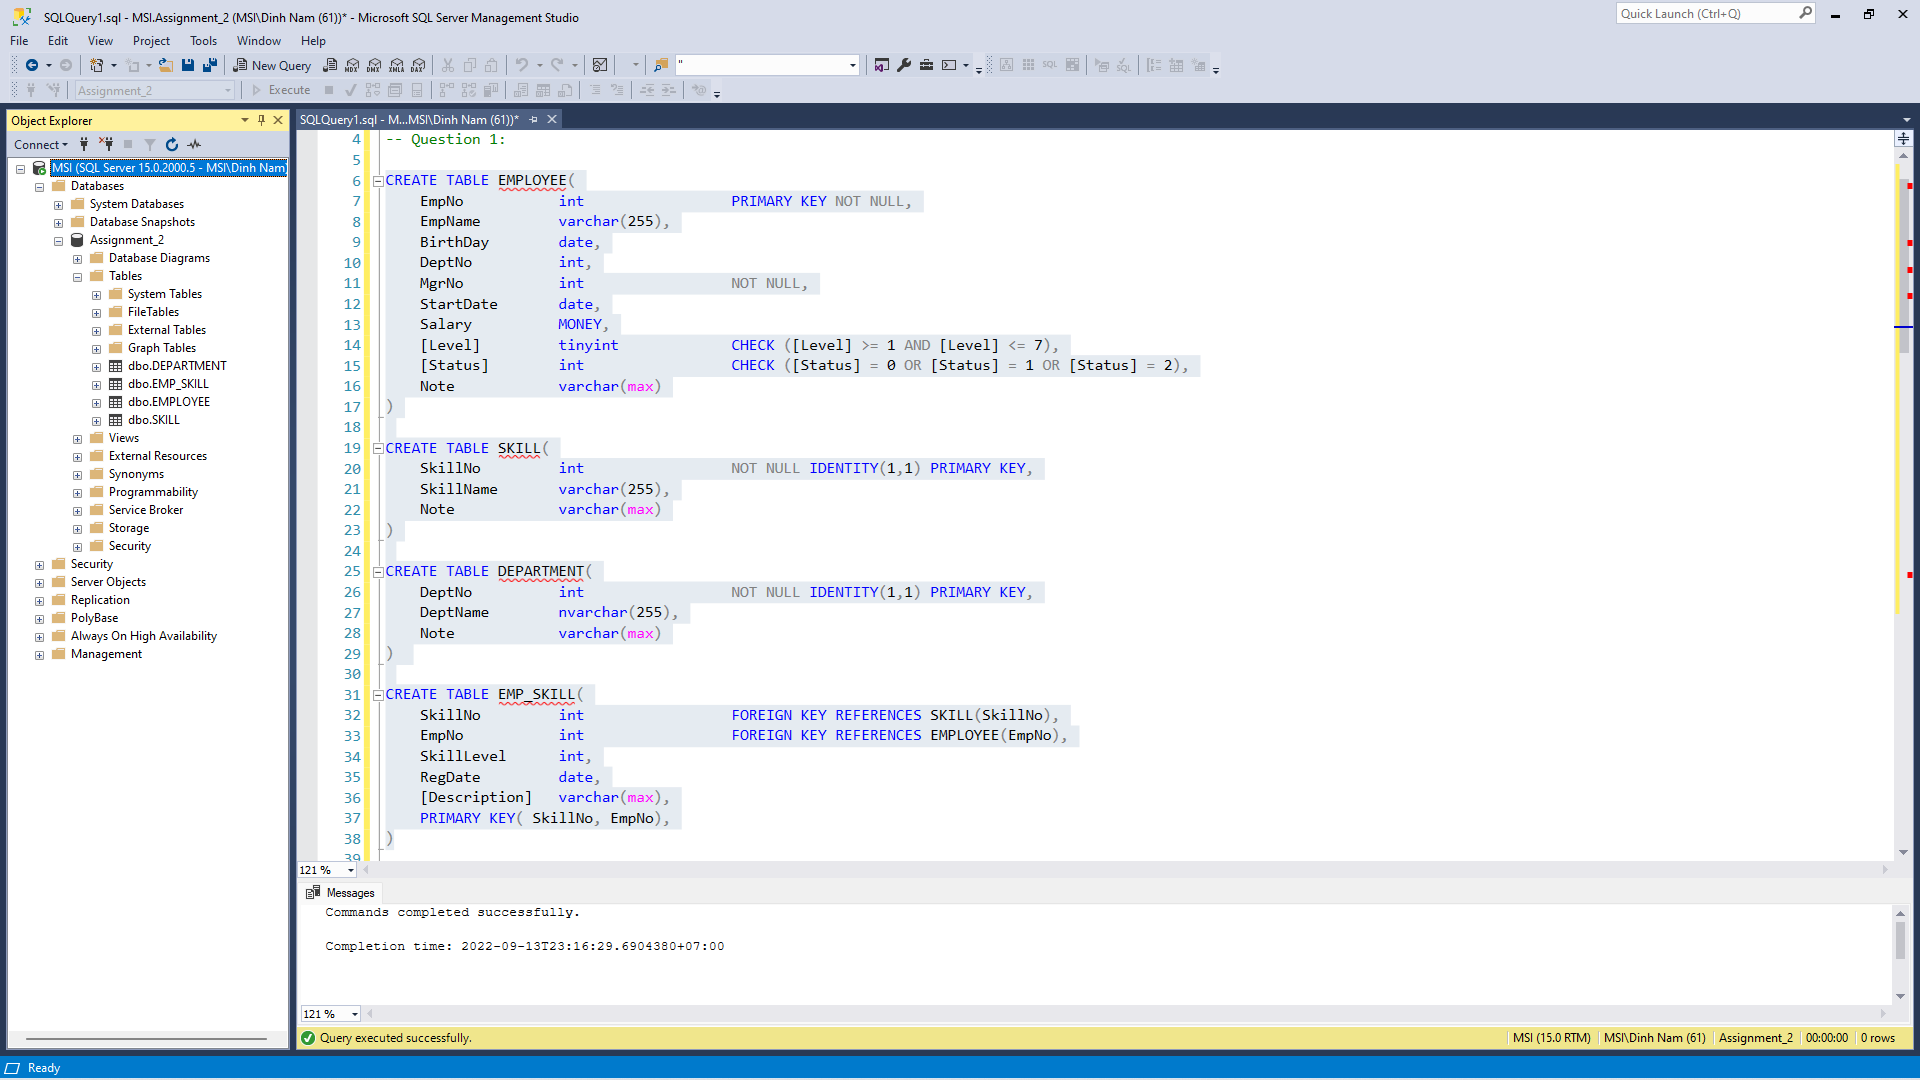 SQLQuery1.sql - MSI.Assignment_2 (MSI\Dinh Nam (61))* - Microsoft SQL Server Management Studio
Quick Launch (Ctrl+Q)
File Edit View Project Tools Window Help
New Query MDX DMX XMLA DAX "
Assignment_2 Execute
Object Explorer
Connect
MSI (SQL Server 15.0.2000.5 - MSI\Dinh Nam)
Databases
System Databases
Database Snapshots
Assignment_2
Database Diagrams
Tables
System Tables
FileTables
External Tables
Graph Tables
dbo.DEPARTMENT
dbo.EMP_SKILL
dbo.EMPLOYEE
dbo.SKILL
Views
External Resources
Synonyms
Programmability
Service Broker
Storage
Security
Security
Server Objects
Replication
PolyBase
Always On High Availability
Management
SQLQuery1.sql - M...MSI\Dinh Nam (61))*
4 -- Question 1:
5
6 CREATE TABLE EMPLOYEE(
7 EmpNo int PRIMARY KEY NOT NULL,
8 EmpName varchar(255),
9 BirthDay date,
10 DeptNo int,
11 MgrNo int NOT NULL,
12 StartDate date,
13 Salary MONEY,
14 [Level] tinyint CHECK ([Level] >= 1 AND [Level] <= 7),
15 [Status] int CHECK ([Status] = 0 OR [Status] = 1 OR [Status] = 2),
16 Note varchar(max)
17 )
18
19 CREATE TABLE SKILL(
20 SkillNo int NOT NULL IDENTITY(1,1) PRIMARY KEY,
21 SkillName varchar(255),
22 Note varchar(max)
23 )
24
25 CREATE TABLE DEPARTMENT(
26 DeptNo int NOT NULL IDENTITY(1,1) PRIMARY KEY,
27 DeptName nvarchar(255),
28 Note varchar(max)
29 )
30
31 CREATE TABLE EMP_SKILL(
32 SkillNo int FOREIGN KEY REFERENCES SKILL(SkillNo),
33 EmpNo int FOREIGN KEY REFERENCES EMPLOYEE(EmpNo),
34 SkillLevel int,
35 RegDate date,
36 [Description] varchar(max),
37 PRIMARY KEY( SkillNo, EmpNo),
38 )
39
121 %
Messages
Commands completed successfully.
Completion time: 2022-09-13T23:16:29.6904380+07:00
121 %
Query executed successfully. MSI (15.0 RTM) MSI\Dinh Nam (61) Assignment_2 00:00:00 0 rows
Ready